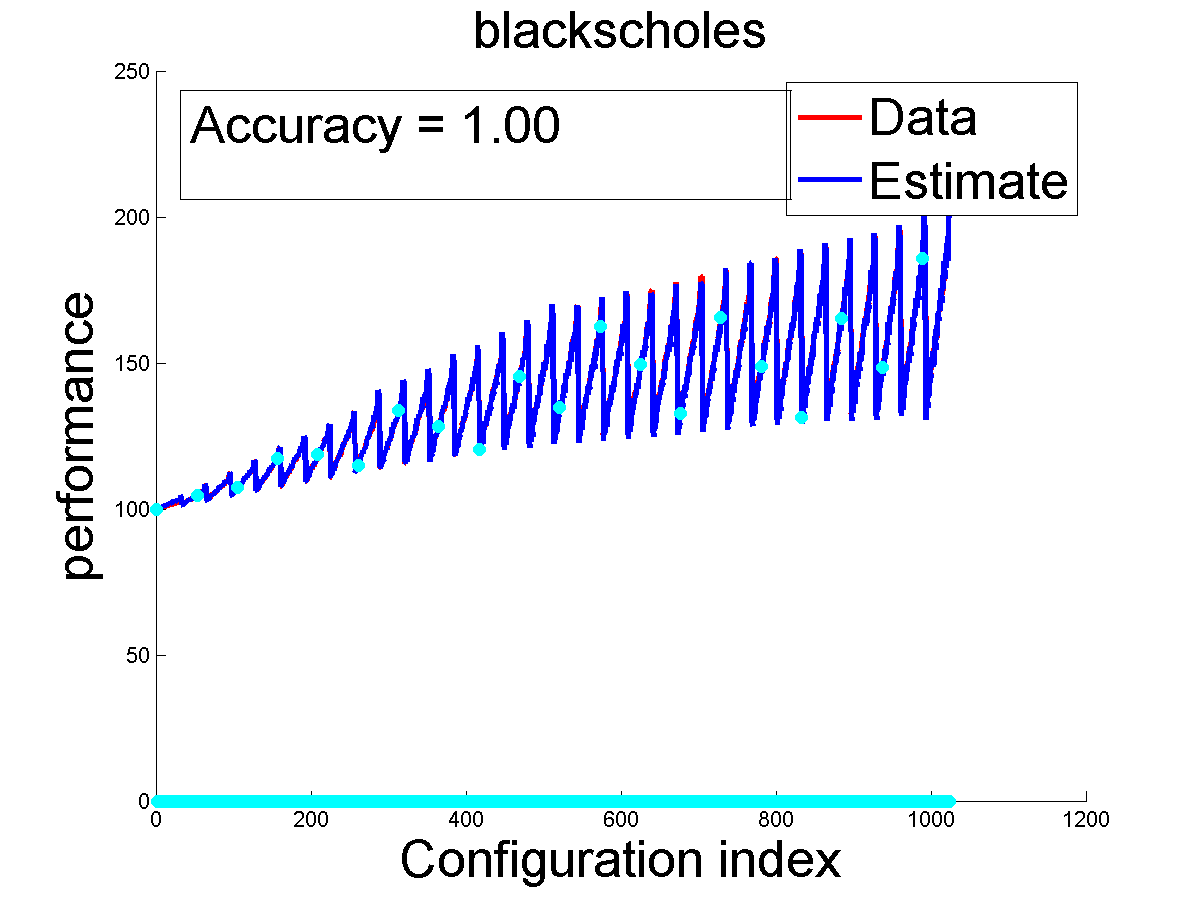 blackscholes
250
Accuracy = 1.00
Data
Estimate
200
150
100
50
0
performance
0 200 400 600 800 1000 1200
Configuration index